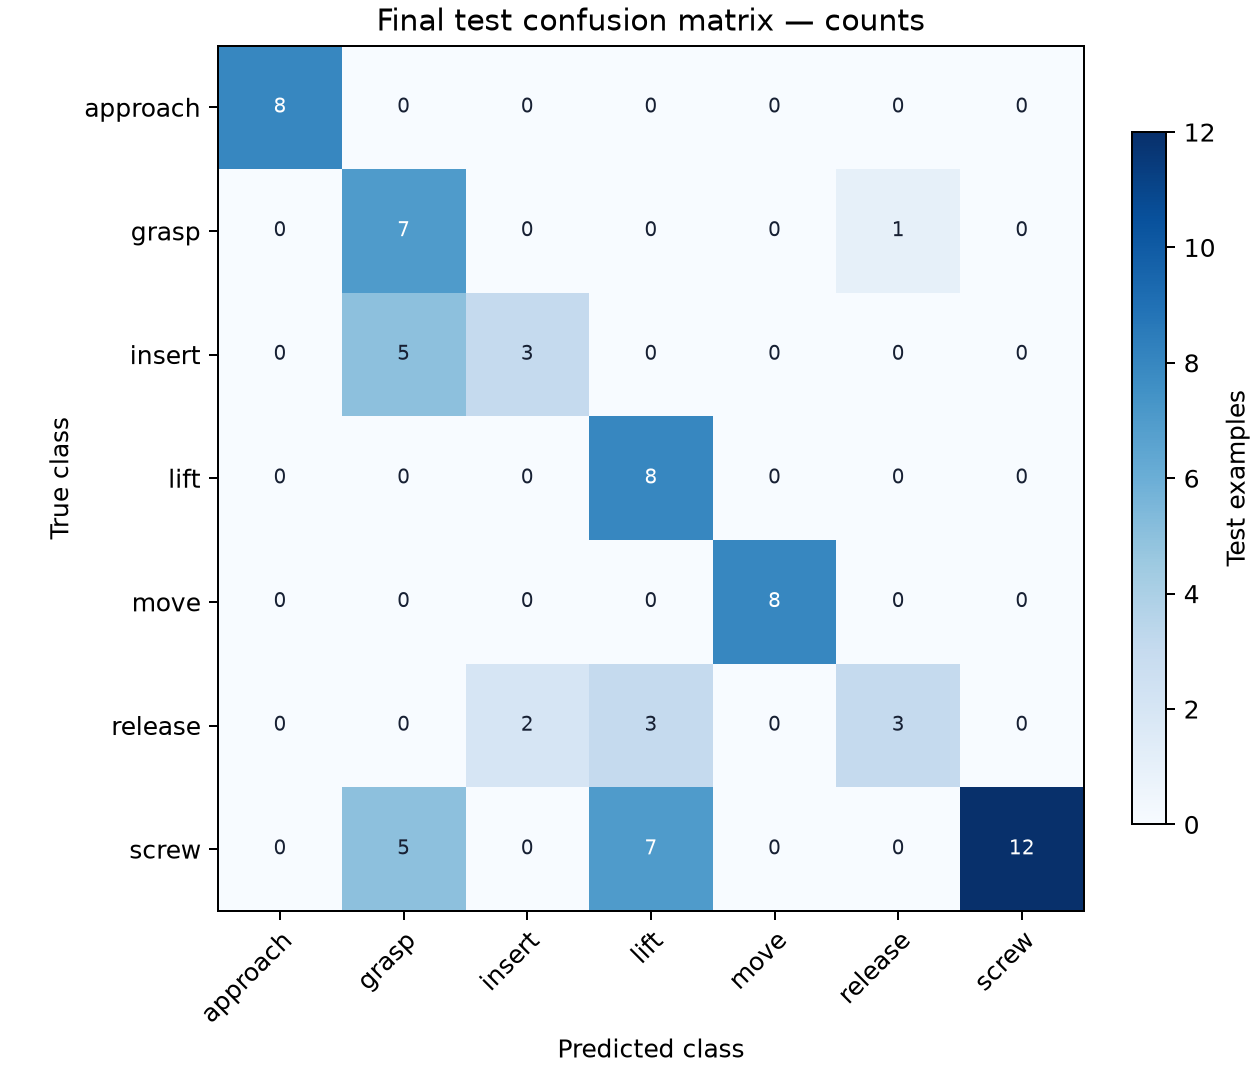 Final test confusion matrix — counts
approach 8 0 0 0 0 0 0
grasp 0 7 0 0 0 1 0
insert 0 5 3 0 0 0 0
lift 0 0 0 8 0 0 0
move 0 0 0 0 8 0 0
release 0 0 2 3 0 3 0
screw 0 5 0 7 0 0 12
approach grasp insert lift move release screw
Predicted class
True class
12
10
8
6
4
2
0
Test examples